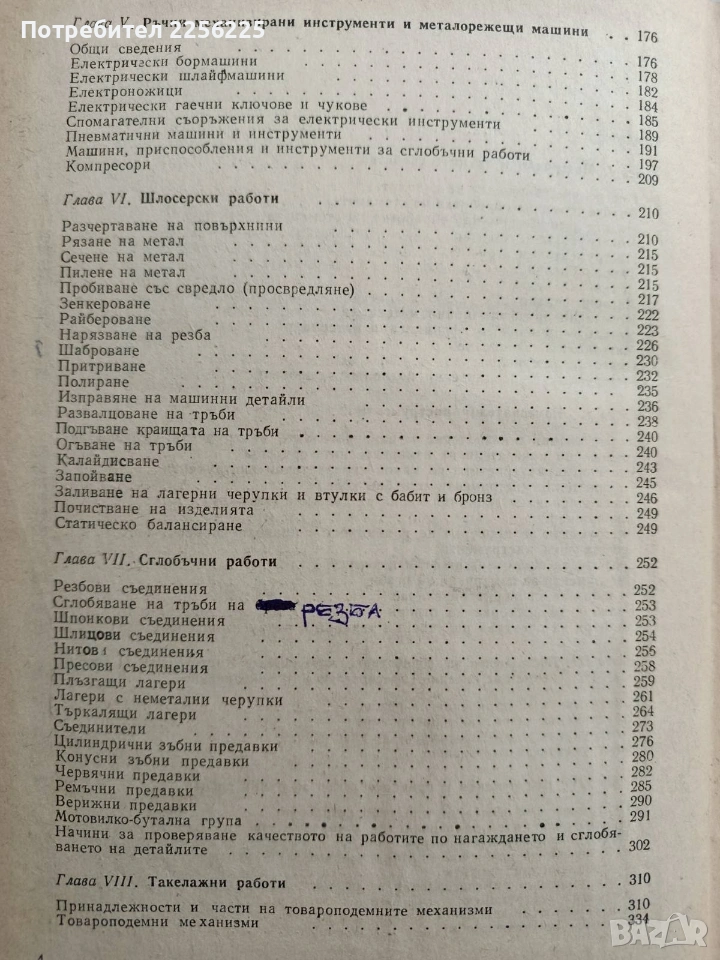 Потребител 2256225
Глава V. Ръчни механизирани инструменти и металорежещи машини . . 176
Общи сведения . . . 176
Електрически бормашини . . . 178
Електрически шлайфмашини . . . 182
Електроножици . . . 184
Електрически гаечни ключове и чукове . . . 185
Спомагателни съоръжения за електрически инструменти . . . 189
Пневматични машини и инструменти . . . 191
Машини, приспособления и инструменти за сглобъчни работи . . . 197
Компресори . . . 209
Глава VI. Шлосерски работи . . . 210
Разчертаване на повърхнини . . . 210
Рязане на метал . . . 215
Сечене на метал . . . 215
Пилене на метал . . . 215
Пробиване със свредло (просвредляне) . . . 217
Зенкероване . . . 222
Райбероване . . . 223
Нарязване на резба . . . 226
Шаброване . . . 230
Притриване . . . 232
Полиране . . . 235
Изправяне на машинни детайли . . . 236
Развалцоване на тръби . . . 238
Подгъване краищата на тръби . . . 240
Огъване на тръби . . . 240
Калайдисване . . . 243
Запойване . . . 245
Заливане на лагерни черупки и втулки с бабит и бронз . . . 246
Почистване на изделията . . . 249
Статическо балансиране . . . 249
Глава VII. Сглобъчни работи . . . 252
Резбови съединения . . . 252
Сглобяване на тръби на РЕЗБА . . . 253
Шпонкови съединения . . . 253
Шлицови съединения . . . 254
Нитови съединения . . . 256
Пресови съединения . . . 258
Плъзгащи лагери . . . 259
Лагери с неметални черупки . . . 261
Търкалящи лагери . . . 264
Съединители . . . 273
Цилиндрични зъбни предавки . . . 276
Конусни зъбни предавки . . . 280
Червячни предавки . . . 282
Ремъчни предавки . . . 285
Верижни предавки . . . 290
Мотовилко-бутална група . . . 291
Начини за проверяване качеството на работите по нагаждането и сглобя-
ването на детайлите . . . 302
Глава VIII. Такелажни работи . . . 310
Принадлежности и части на товароподемните механизми . . . 310
Товароподемни механизми . . . 334
4
BAZAR